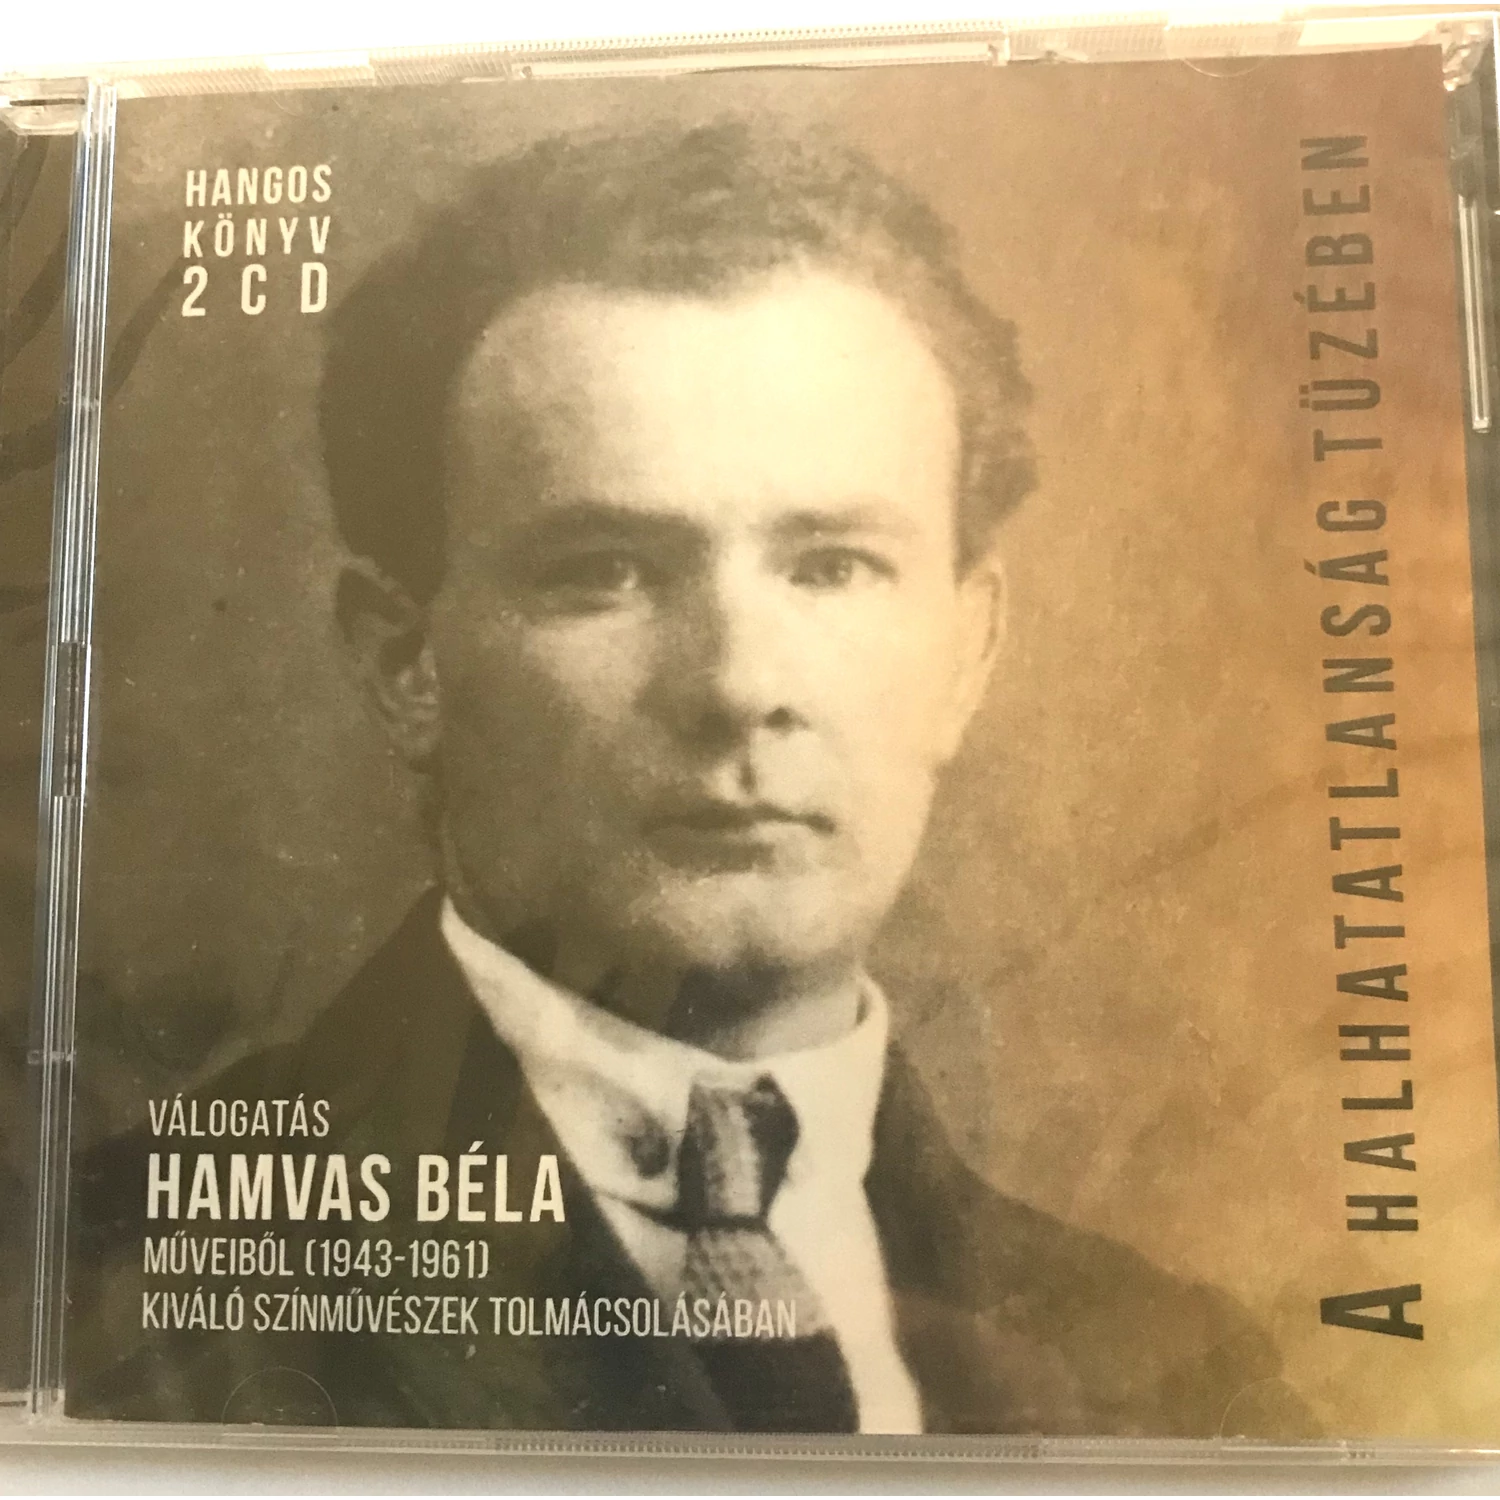 HANGOS
KÖNYV
2 CD
VÁLOGATÁS
HAMVAS BÉLA
MŰVEIBŐL (1943-1961)
KIVÁLÓ SZÍNMŰVÉSZEK TOLMÁCSOLÁSÁBAN
A HALHATATLANSÁG TÜZÉBEN